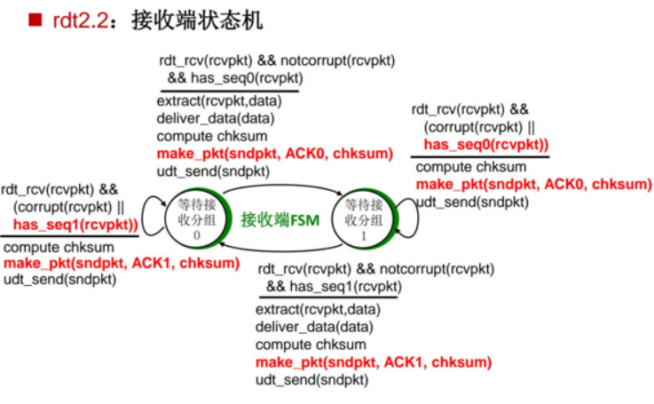 ■ rdt2.2：接收端状态机
rdt_rcv(rcvpkt) && notcorrupt(rcvpkt)
&& has_seq0(rcvpkt)
extract(rcvpkt,data)
deliver_data(data)
compute chksum
make_pkt(sndpkt, ACK0, chksum)
udt_send(sndpkt)
rdt_rcv(rcvpkt) &&
(corrupt(rcvpkt) ||
has_seq0(rcvpkt))
compute chksum
make_pkt(sndpkt, ACK0, chksum)
udt_send(sndpkt)
rdt_rcv(rcvpkt) &&
(corrupt(rcvpkt) ||
has_seq1(rcvpkt))
compute chksum
make_pkt(sndpkt, ACK1, chksum)
udt_send(sndpkt)
等待接
收分组
0
接收端FSM
等待接
收分组
1
rdt_rcv(rcvpkt) && notcorrupt(rcvpkt)
&& has_seq1(rcvpkt)
extract(rcvpkt,data)
deliver_data(data)
compute chksum
make_pkt(sndpkt, ACK1, chksum)
udt_send(sndpkt)